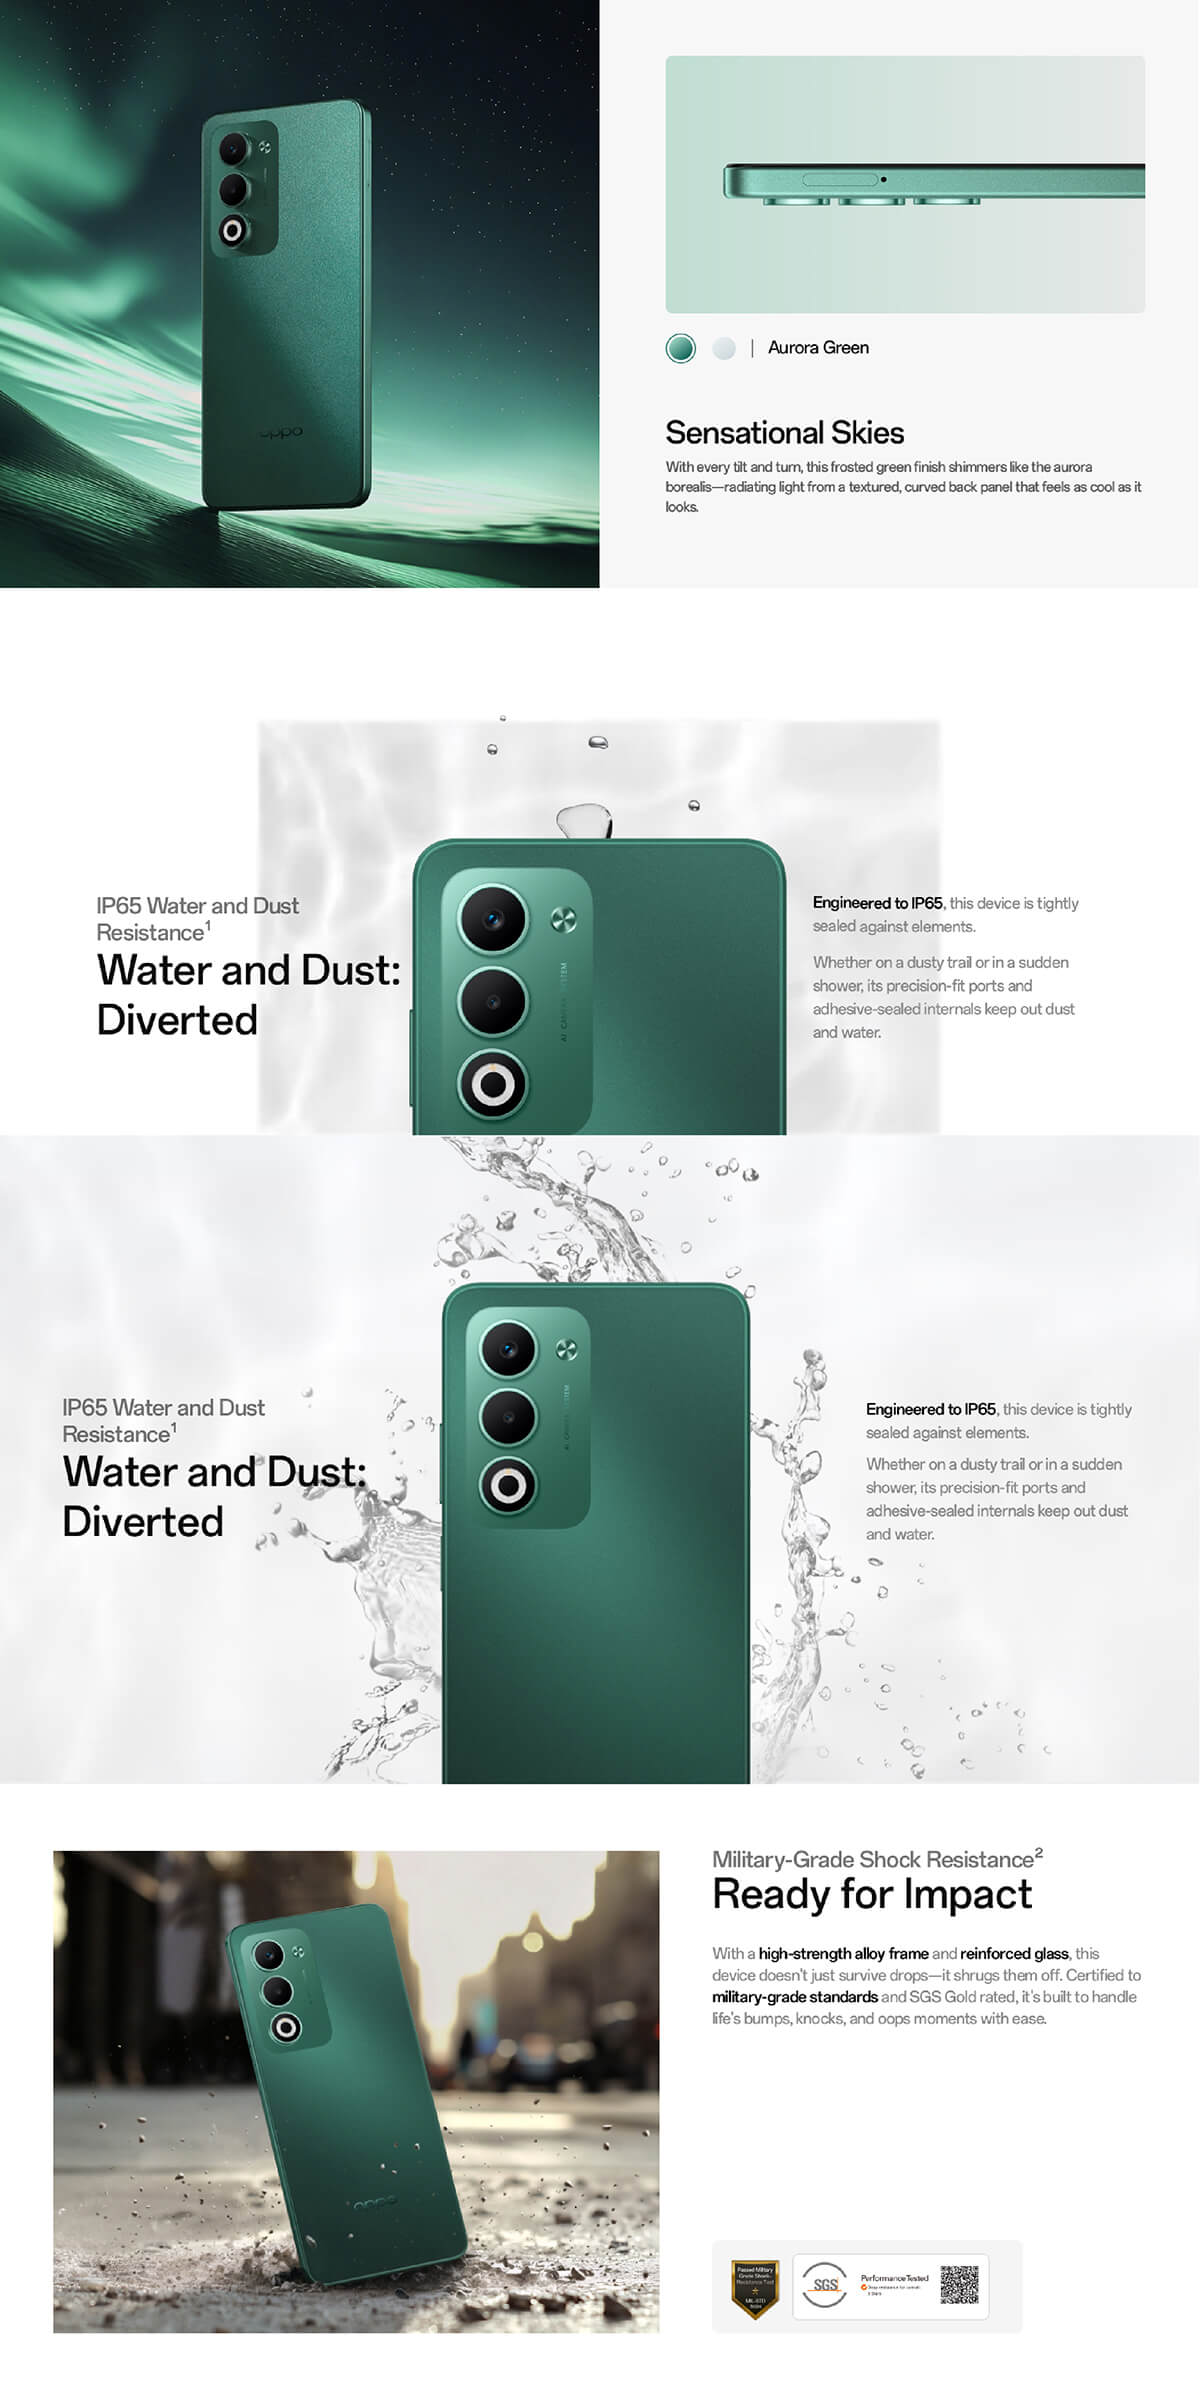 oppo
Aurora Green
Sensational Skies
With every tilt and turn, this frosted green finish shimmers like the aurora
borealis—radiating light from a textured, curved back panel that feels as cool as it
looks.
IP65 Water and Dust
Resistance¹
Water and Dust:
Diverted
AI CAMERA SYSTEM
Engineered to IP65, this device is tightly
sealed against elements.
Whether on a dusty trail or in a sudden
shower, its precision-fit ports and
adhesive-sealed internals keep out dust
and water.
IP65 Water and Dust
Resistance¹
Water and Dust:
Diverted
AI CAMERA SYSTEM
Engineered to IP65, this device is tightly
sealed against elements.
Whether on a dusty trail or in a sudden
shower, its precision-fit ports and
adhesive-sealed internals keep out dust
and water.
oppo
Military-Grade Shock Resistance²
Ready for Impact
With a high-strength alloy frame and reinforced glass, this
device doesn't just survive drops—it shrugs them off. Certified to
military-grade standards and SGS Gold rated, it's built to handle
life's bumps, knocks, and oops moments with ease.
Passed Military
Grade Shock-
Resistance Test
MIL-STD
SGS
Performance Tested